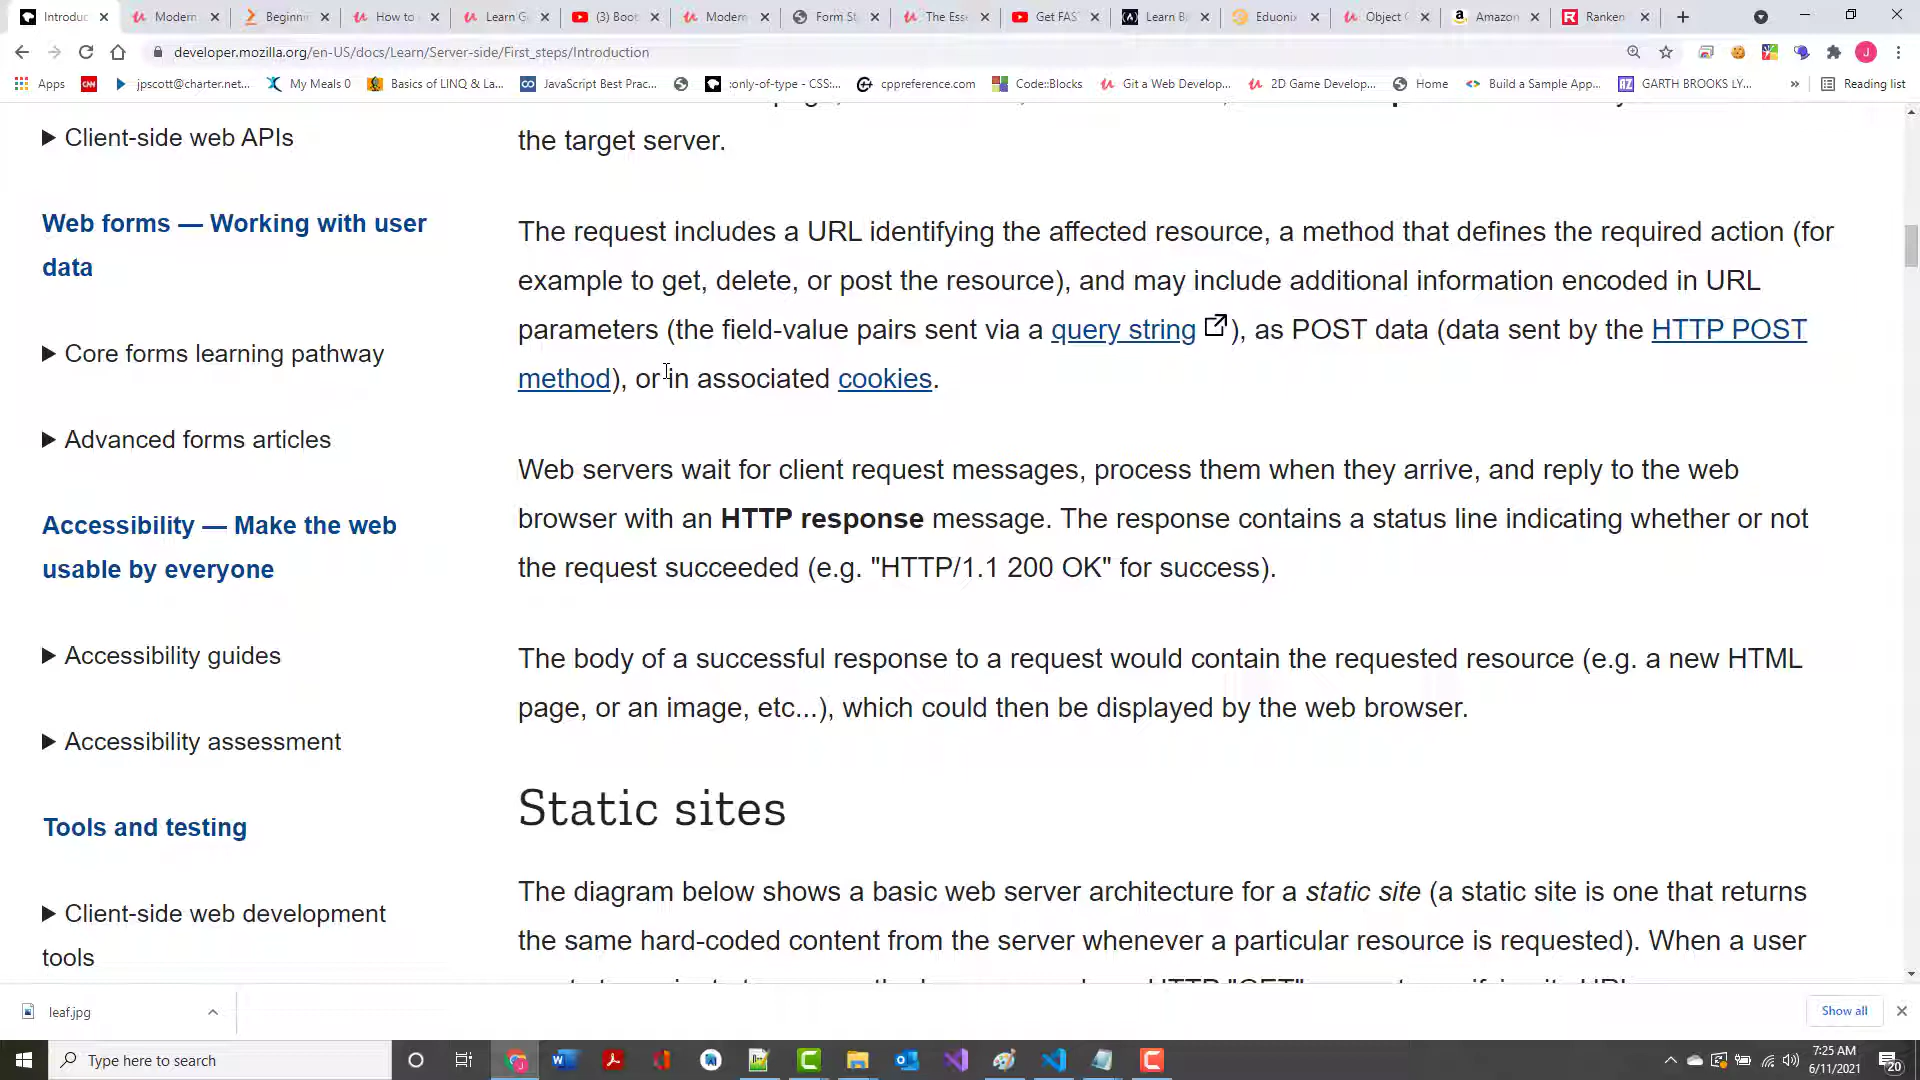 Introduc
Modern
Beginn
How to
Learn G
(3) Boot
Modern
Form St
The Ess
Get FAS
Learn B
Eduonix
Object
Amazon
Ranken
developer.mozilla.org/en-US/docs/Learn/Server-side/First_steps/Introduction
Apps
CNN
jpscott@charter.net...
My Meals 0
Basics of LINQ & La...
JavaScript Best Prac...
:only-of-type - CSS:...
cppreference.com
Code::Blocks
Git a Web Develop...
2D Game Develop...
Home
Build a Sample App...
GARTH BROOKS LY...
Reading list
Client-side web APIs
Web forms — Working with user
data
Core forms learning pathway
Advanced forms articles
Accessibility — Make the web
usable by everyone
Accessibility guides
Accessibility assessment
Tools and testing
Client-side web development
tools
the target server.
The request includes a URL identifying the affected resource, a method that defines the required action (for
example to get, delete, or post the resource), and may include additional information encoded in URL
parameters (the field-value pairs sent via a query string ), as POST data (data sent by the HTTP POST
method), or in associated cookies.
Web servers wait for client request messages, process them when they arrive, and reply to the web
browser with an HTTP response message. The response contains a status line indicating whether or not
the request succeeded (e.g. "HTTP/1.1 200 OK" for success).
The body of a successful response to a request would contain the requested resource (e.g. a new HTML
page, or an image, etc...), which could then be displayed by the web browser.
Static sites
The diagram below shows a basic web server architecture for a static site (a static site is one that returns
the same hard-coded content from the server whenever a particular resource is requested). When a user
leaf.jpg
Show all
Type here to search
7:25 AM
6/11/2021
20